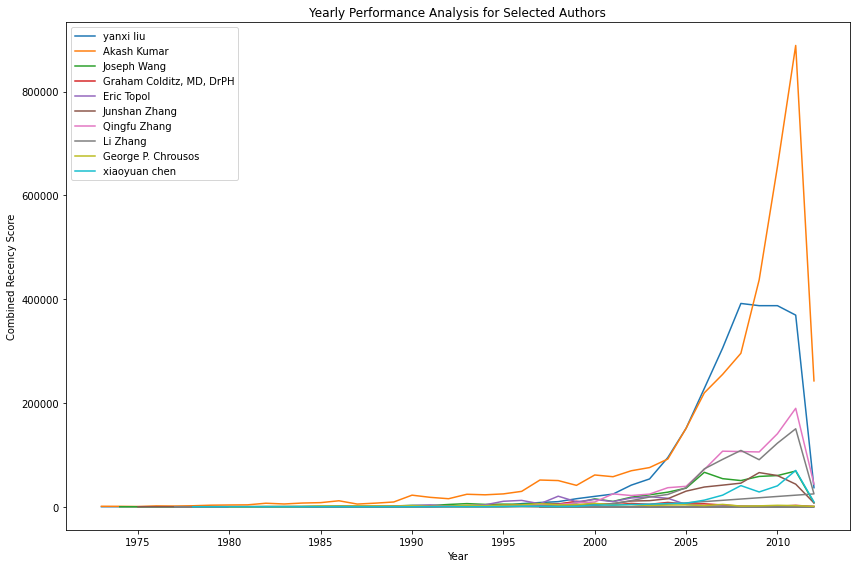 Yearly Performance Analysis for Selected Authors
yanxi liu
Akash Kumar
Joseph Wang
Graham Colditz, MD, DrPH
Eric Topol
Junshan Zhang
Qingfu Zhang
Li Zhang
George P. Chrousos
xiaoyuan chen
Combined Recency Score
800000
600000
400000
200000
0
1975 1980 1985 1990 1995 2000 2005 2010
Year